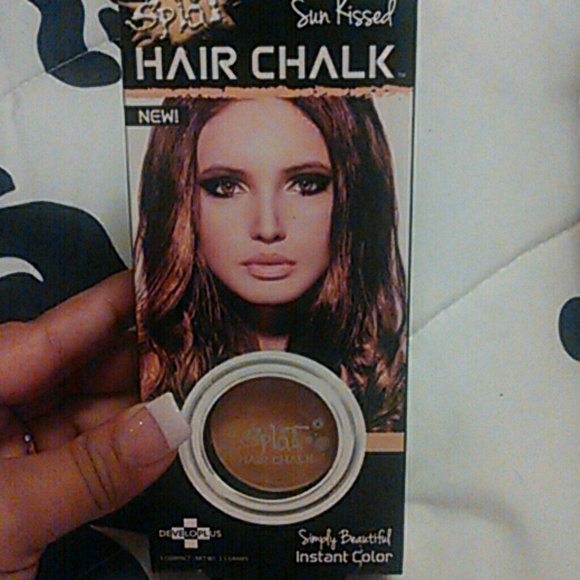 Splat
Sun Kissed
HAIR CHALK
NEW!
Splat
HAIR CHALK
DEVELOPLUS
Simply Beautiful
Instant Color